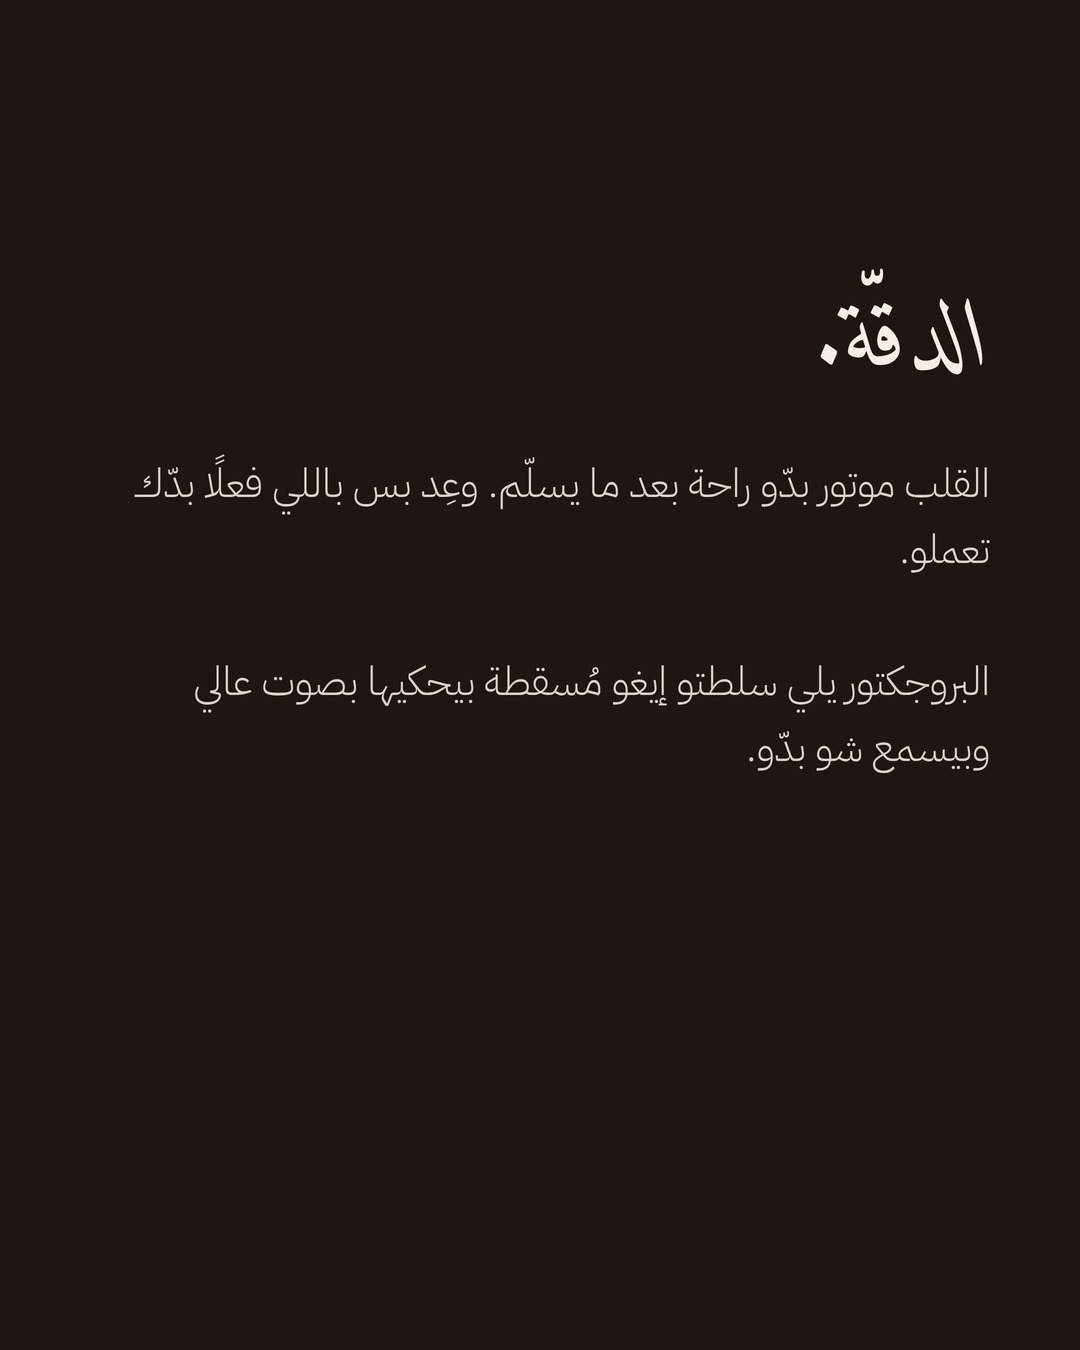 الدقّة.
القلب موتور بدّو راحة بعد ما يسلّم. وعِد بس باللي فعلًا بدّك
تعملو.
البروجكتور يلي سلطتو إيغو مُسقطة بيحكيها بصوت عالي
وبيسمع شو بدّو.